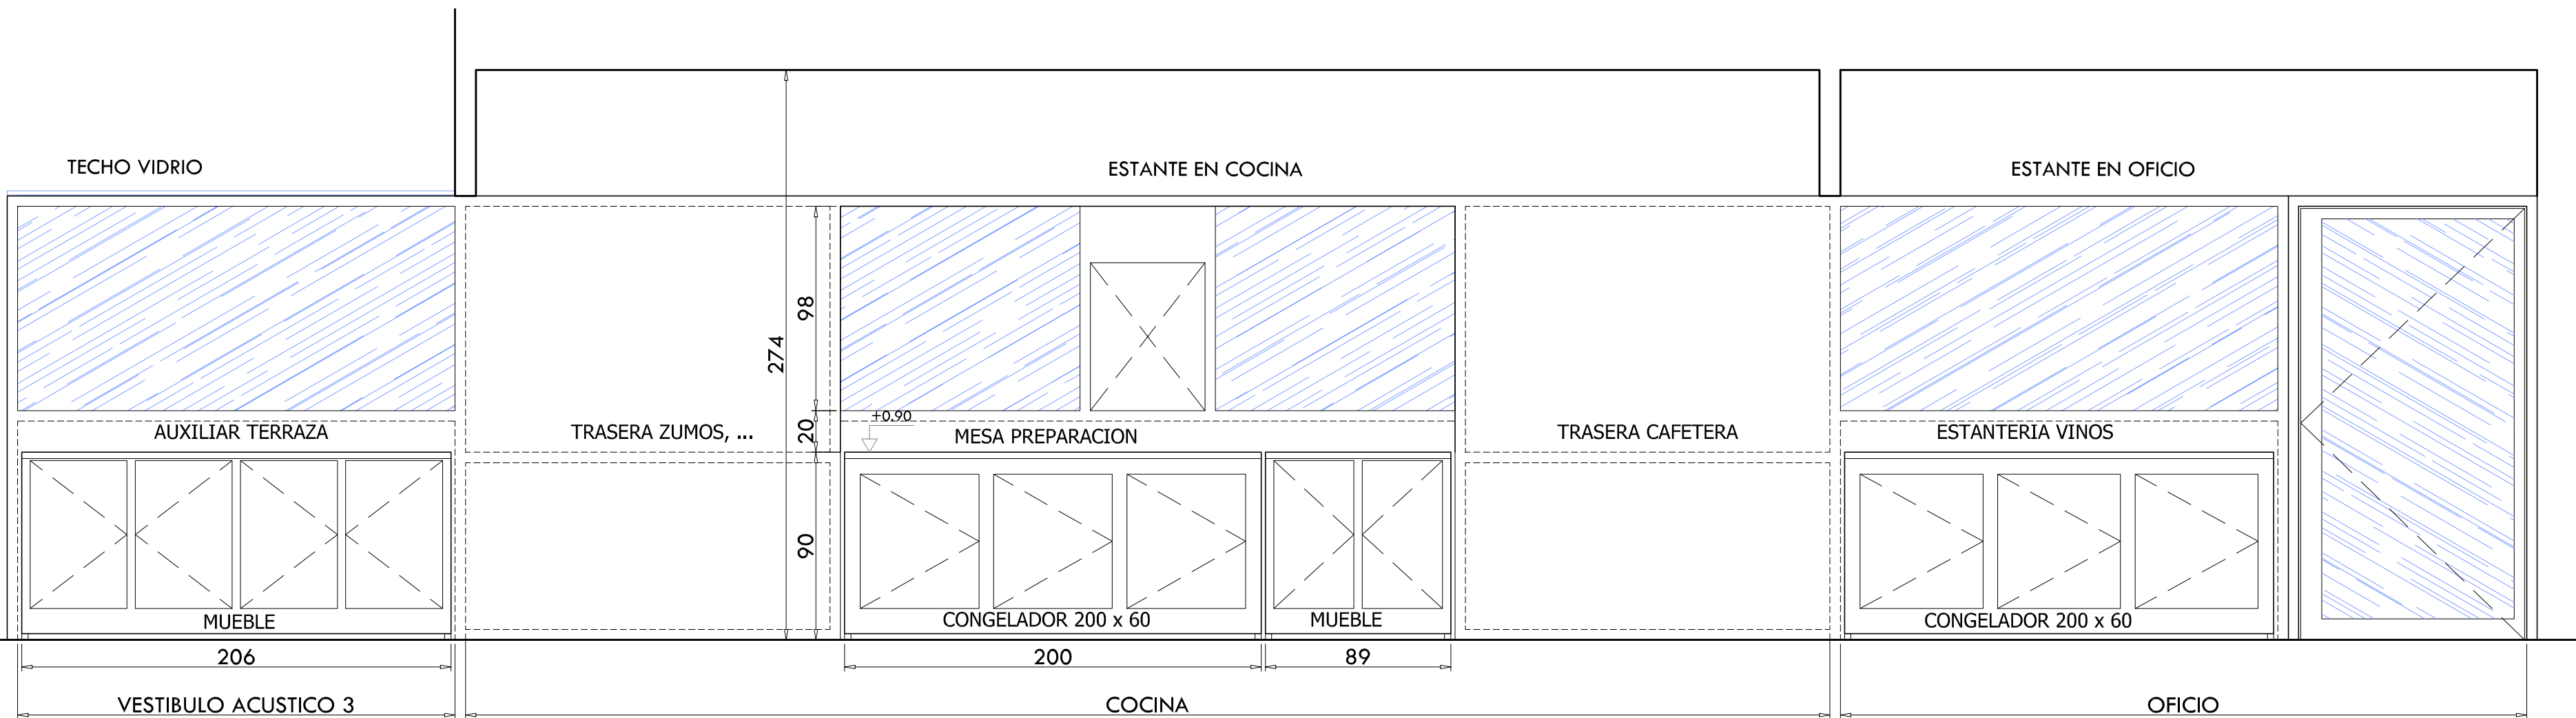 TECHO VIDRIO
ESTANTE EN COCINA
ESTANTE EN OFICIO
98
274
20
90
+0.90
AUXILIAR TERRAZA
TRASERA ZUMOS, ...
MESA PREPARACION
TRASERA CAFETERA
ESTANTERIA VINOS
MUEBLE
CONGELADOR 200 x 60
MUEBLE
CONGELADOR 200 x 60
206
200
89
VESTIBULO ACUSTICO 3
COCINA
OFICIO